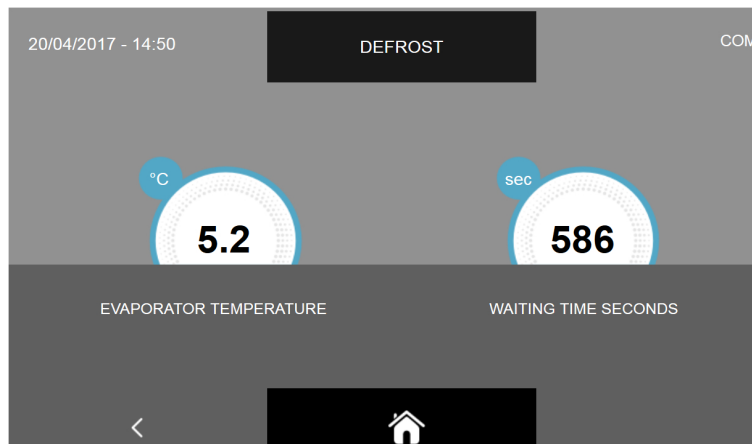 20/04/2017 - 14:50
DEFROST
°C
sec
5.2
586
EVAPORATOR TEMPERATURE
WAITING TIME SECONDS